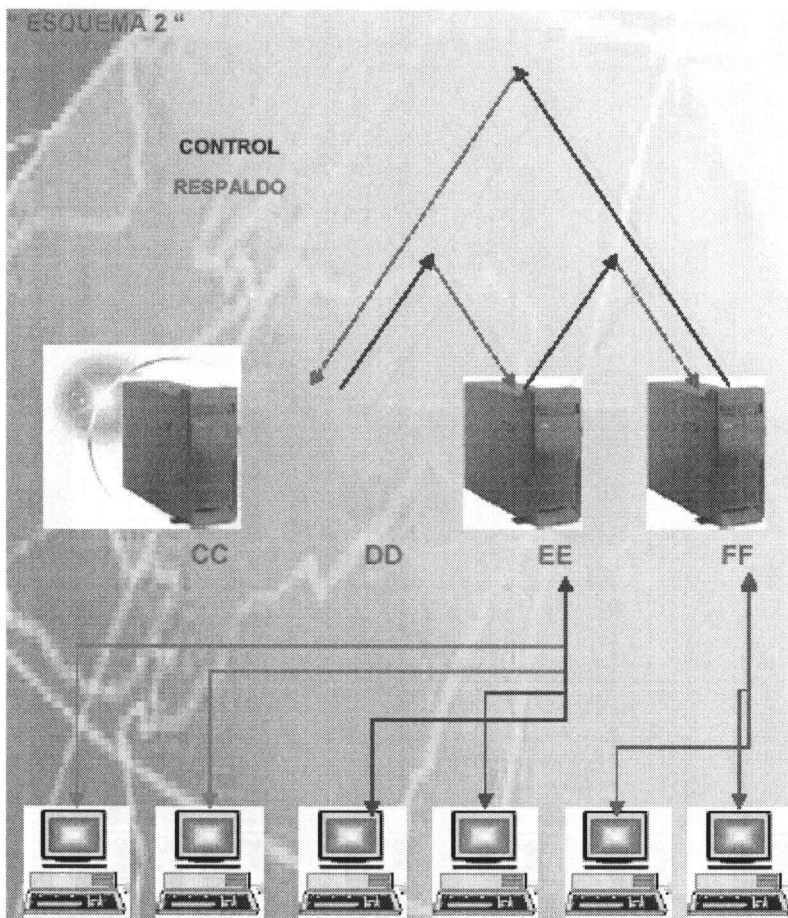 " ESQUEMA 2 "
CONTROL
RESPALDO
CC DD EE FF